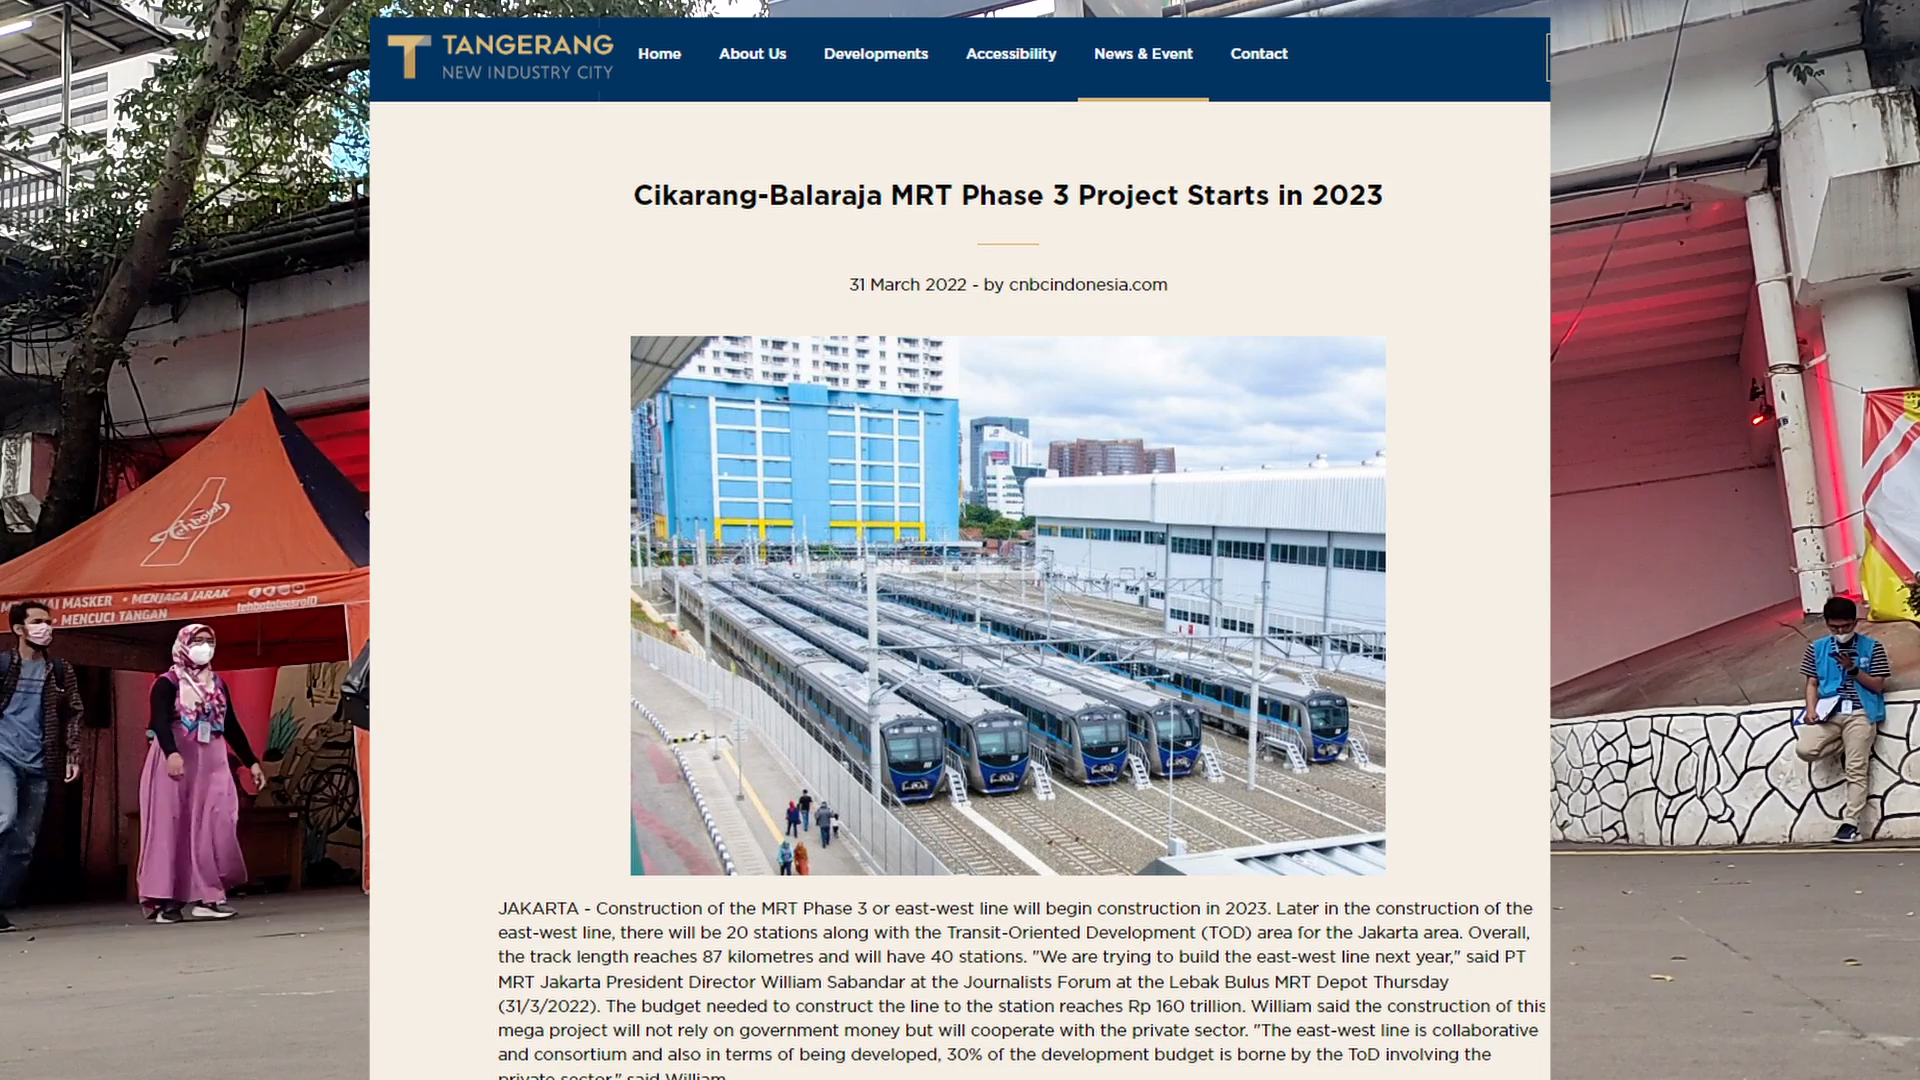 TANGERANG
NEW INDUSTRY CITY
Home About Us Developments Accessibility News & Event Contact
Cikarang-Balaraja MRT Phase 3 Project Starts in 2023
31 March 2022 - by cnbcindonesia.com
JAKARTA - Construction of the MRT Phase 3 or east-west line will begin construction in 2023. Later in the construction of the
east-west line, there will be 20 stations along with the Transit-Oriented Development (TOD) area for the Jakarta area. Overall,
the track length reaches 87 kilometres and will have 40 stations. "We are trying to build the east-west line next year," said PT
MRT Jakarta President Director William Sabandar at the Journalists Forum at the Lebak Bulus MRT Depot Thursday
(31/3/2022). The budget needed to construct the line to the station reaches Rp 160 trillion. William said the construction of this
mega project will not rely on government money but will cooperate with the private sector. "The east-west line is collaborative
and consortium and also in terms of being developed, 30% of the development budget is borne by the ToD involving the
private sector," said William
MASKER • MENJAGA JARAK
• MENCUCI TANGAN